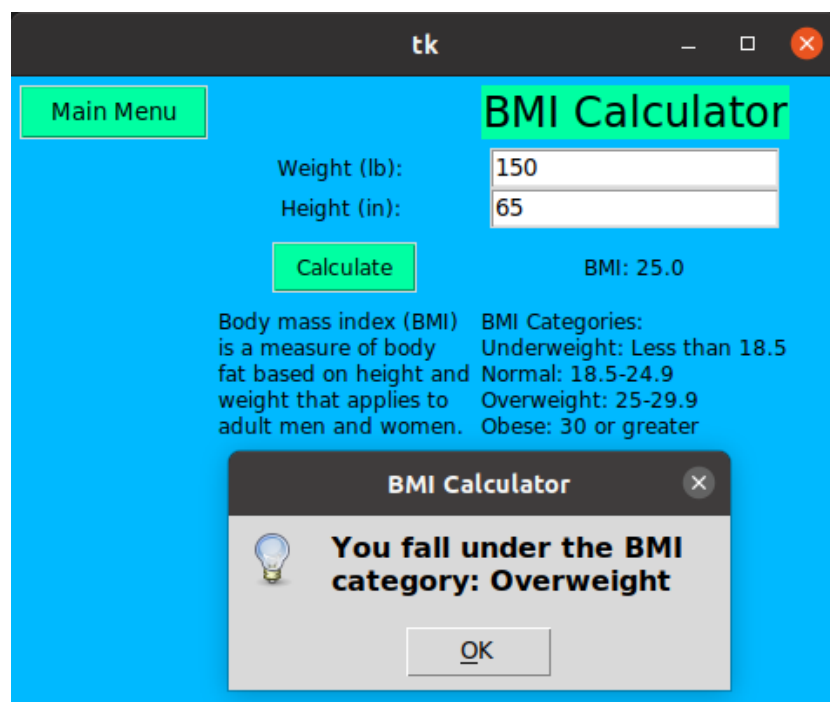 tk
Main Menu
BMI Calculator
Weight (lb):
150
Height (in):
65
Calculate
BMI: 25.0
Body mass index (BMI)
is a measure of body
fat based on height and
weight that applies to
adult men and women.
BMI Categories:
Underweight: Less than 18.5
Normal: 18.5-24.9
Overweight: 25-29.9
Obese: 30 or greater
BMI Calculator
You fall under the BMI
category: Overweight
OK